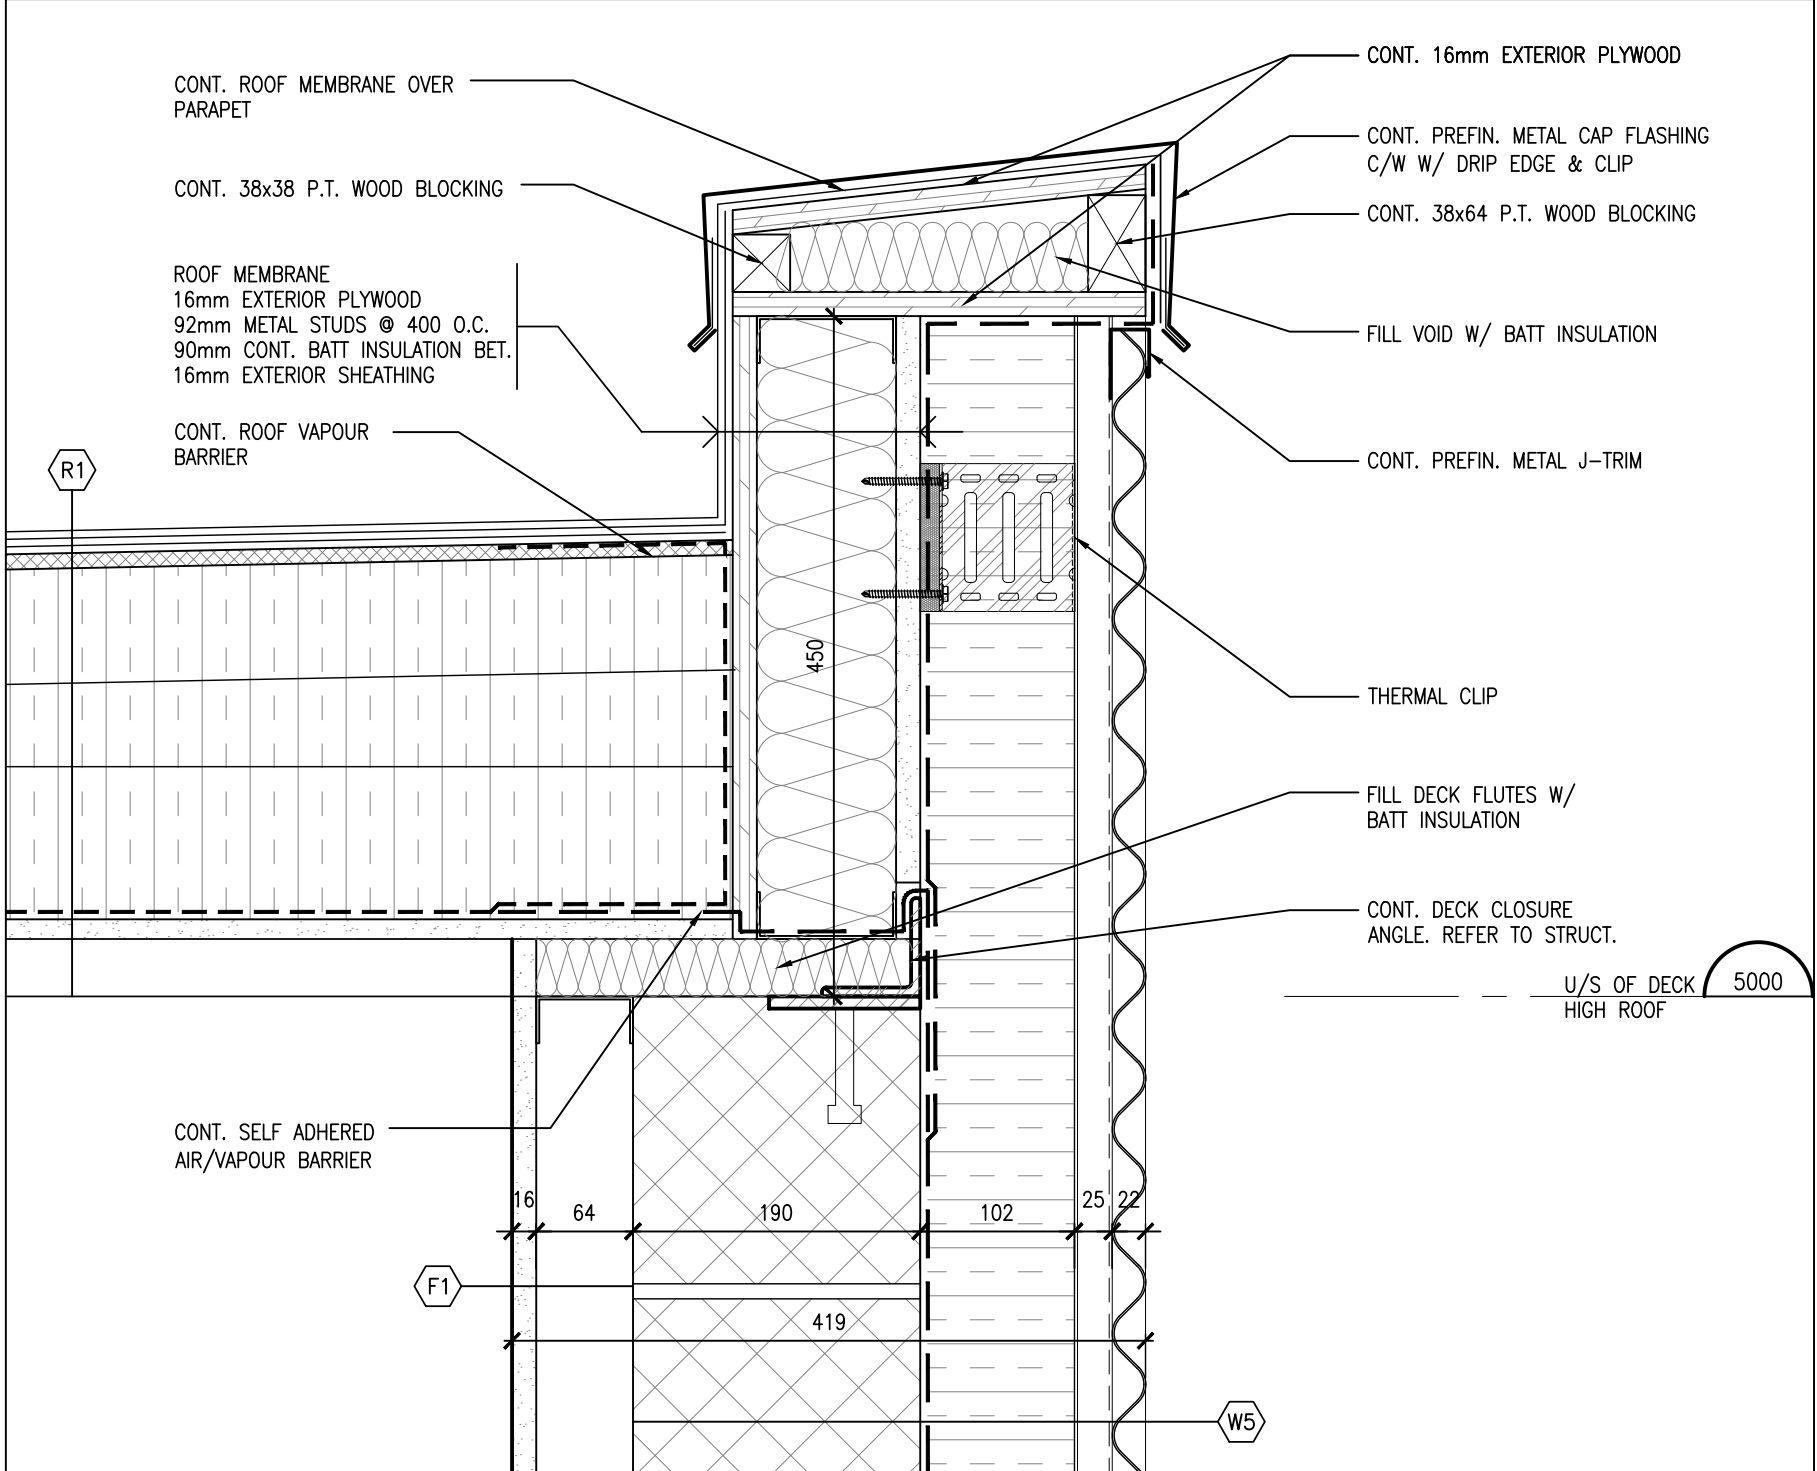 CONT. ROOF MEMBRANE OVER
PARAPET
CONT. 38x38 P.T. WOOD BLOCKING
ROOF MEMBRANE
16mm EXTERIOR PLYWOOD
92mm METAL STUDS @ 400 O.C.
90mm CONT. BATT INSULATION BET.
16mm EXTERIOR SHEATHING
CONT. ROOF VAPOUR
BARRIER
R1
CONT. 16mm EXTERIOR PLYWOOD
CONT. PREFIN. METAL CAP FLASHING
C/W W/ DRIP EDGE & CLIP
CONT. 38x64 P.T. WOOD BLOCKING
FILL VOID W/ BATT INSULATION
CONT. PREFIN. METAL J-TRIM
450
THERMAL CLIP
FILL DECK FLUTES W/
BATT INSULATION
CONT. DECK CLOSURE
ANGLE. REFER TO STRUCT.
U/S OF DECK
HIGH ROOF
5000
CONT. SELF ADHERED
AIR/VAPOUR BARRIER
16
64
190
102
25
22
F1
419
W5